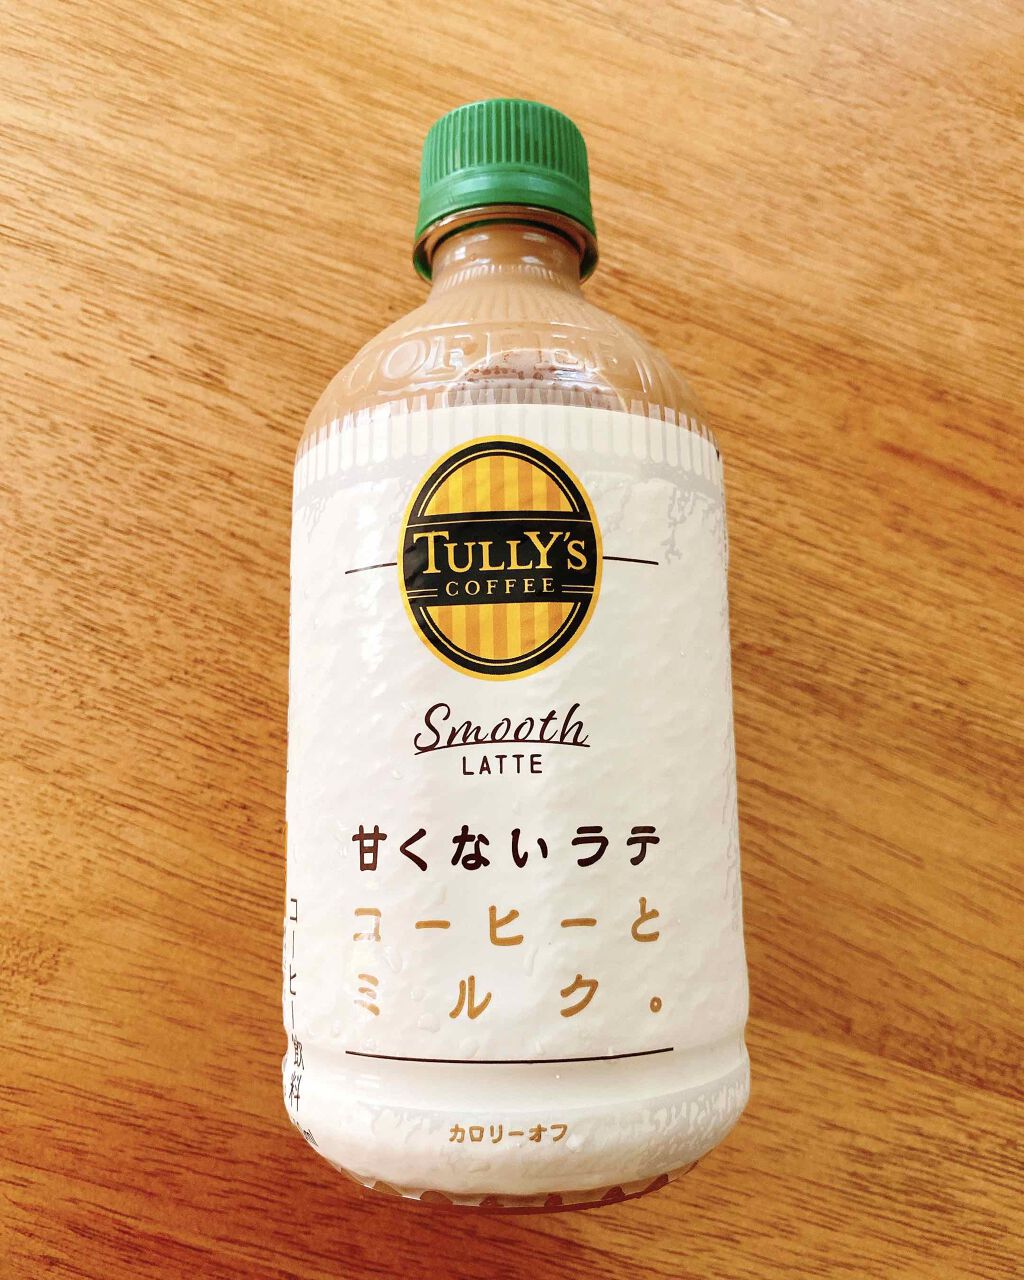 COFFEE
TULLY'S
COFFEE
Smooth
LATTE
甘くないラテ
コーヒーと
ミルク。
カロリーオフ
コーヒー飲料